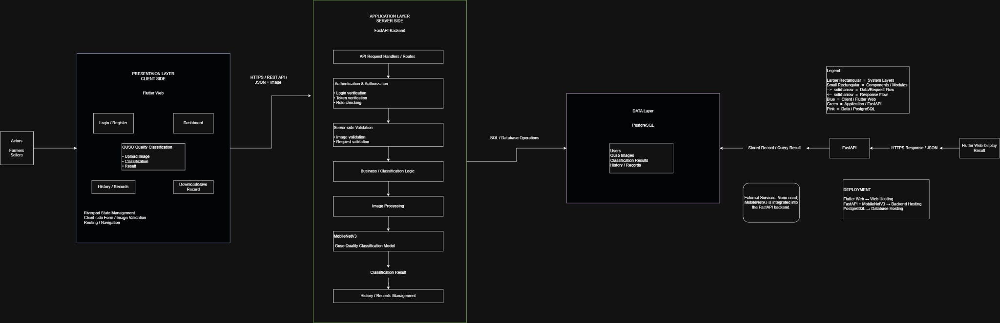 Actors
Farmers
Sellers
PRESENTAION LAYER
CLIENT SIDE
Flutter Web
Login / Register
Dashboard
GUSO Quality Classification
• Upload Image
• Classification
• Result
History / Records
Download/Save
Record
Riverpod State Management
Client-side Form / Image Validation
Routing / Navigation
HTTPS / REST API /
JSON + Image
APPLICATION LAYER
SERVER SIDE
FastAPI Backend
API Request Handlers / Routes
Authentication & Authorization
• Login verification
• Token verification
• Role checking
Server-side Validation
• Image validation
• Request validation
Business / Classification Logic
Image Processing
MobileNetV3
Guso Quality Classification Model
Classification Result
History / Records Management
SQL / Database Operations
DATA Layer
PostgreSQL
Users
Guso Images
Classification Results
History / Records
Stored Record / Query Result
FastAPI
HTTPS Response / JSON
Flutter Web Display
Result
Legend
Larger Rectangular = System Layers
Small Rectangular = Components / Modules
--> solid arrow = Data/Request Flow
<-- solid arrow = Response Flow
Blue = Client / Flutter Web
Green = Application / FastAPI
Pink = Data / PostgreSQL
External Services: None used;
MobileNetV3 is integrated into
the FastAPI backend.
DEPLOYMENT
Flutter Web → Web Hosting
FastAPI + MobileNetV3 → Backend Hosting
PostgreSQL → Database Hosting